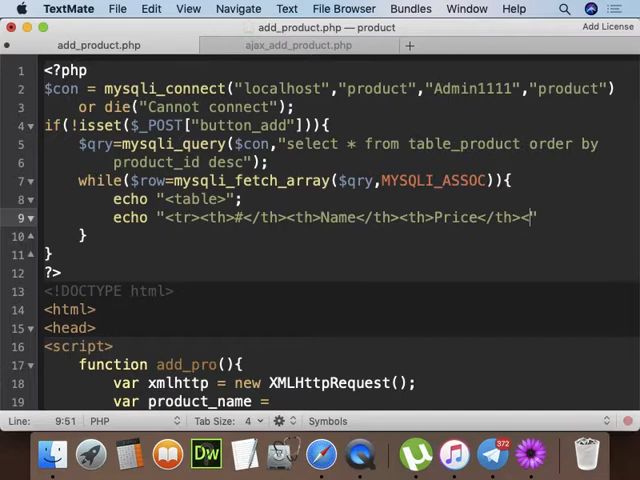 TextMate File Edit View Navigate Text File Browser Bundles Window Help
add_product.php — product
Add License
add_product.php
ajax_add_product.php
+
1 <?php
2 $con = mysqli_connect("localhost","product","Admin1111","product")
3 or die("Cannot connect");
4 if(!isset($_POST["button_add"])){
5 $qry=mysqli_query($con,"select * from table_product order by
6 product_id desc");
7 while($row=mysqli_fetch_array($qry,MYSQLI_ASSOC)){
8 echo "<table>";
9 echo "<tr><th>#</th><th>Name</th><th>Price</th><"
10 }
11 }
12 ?>
13 <!DOCTYPE html>
14 <html>
15 <head>
16 <script>
17 function add_pro(){
18 var xmlhttp = new XMLHttpRequest();
19 var product_name =
Line: 9:51 PHP Tab Size: 4 Symbols
Dw
372